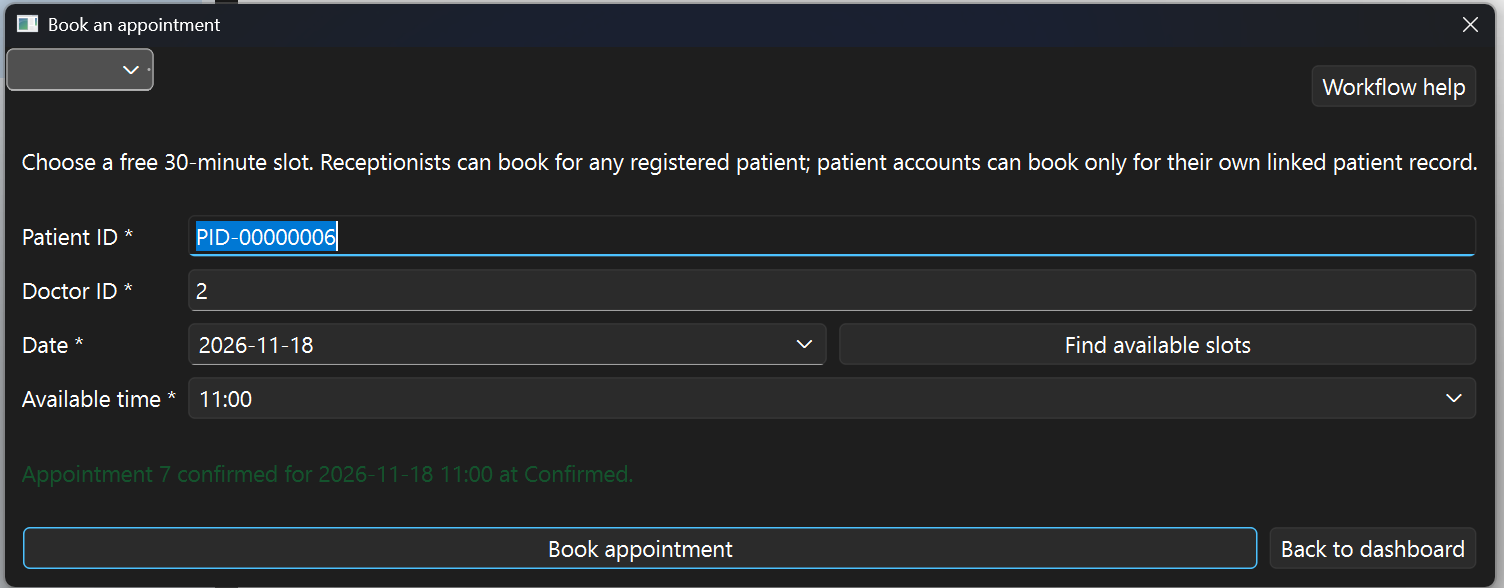 Book an appointment
Workflow help
Choose a free 30-minute slot. Receptionists can book for any registered patient; patient accounts can book only for their own linked patient record.
Patient ID * PID-00000006
Doctor ID * 2
Date * 2026-11-18 Find available slots
Available time * 11:00
Appointment 7 confirmed for 2026-11-18 11:00 at Confirmed.
Book appointment Back to dashboard